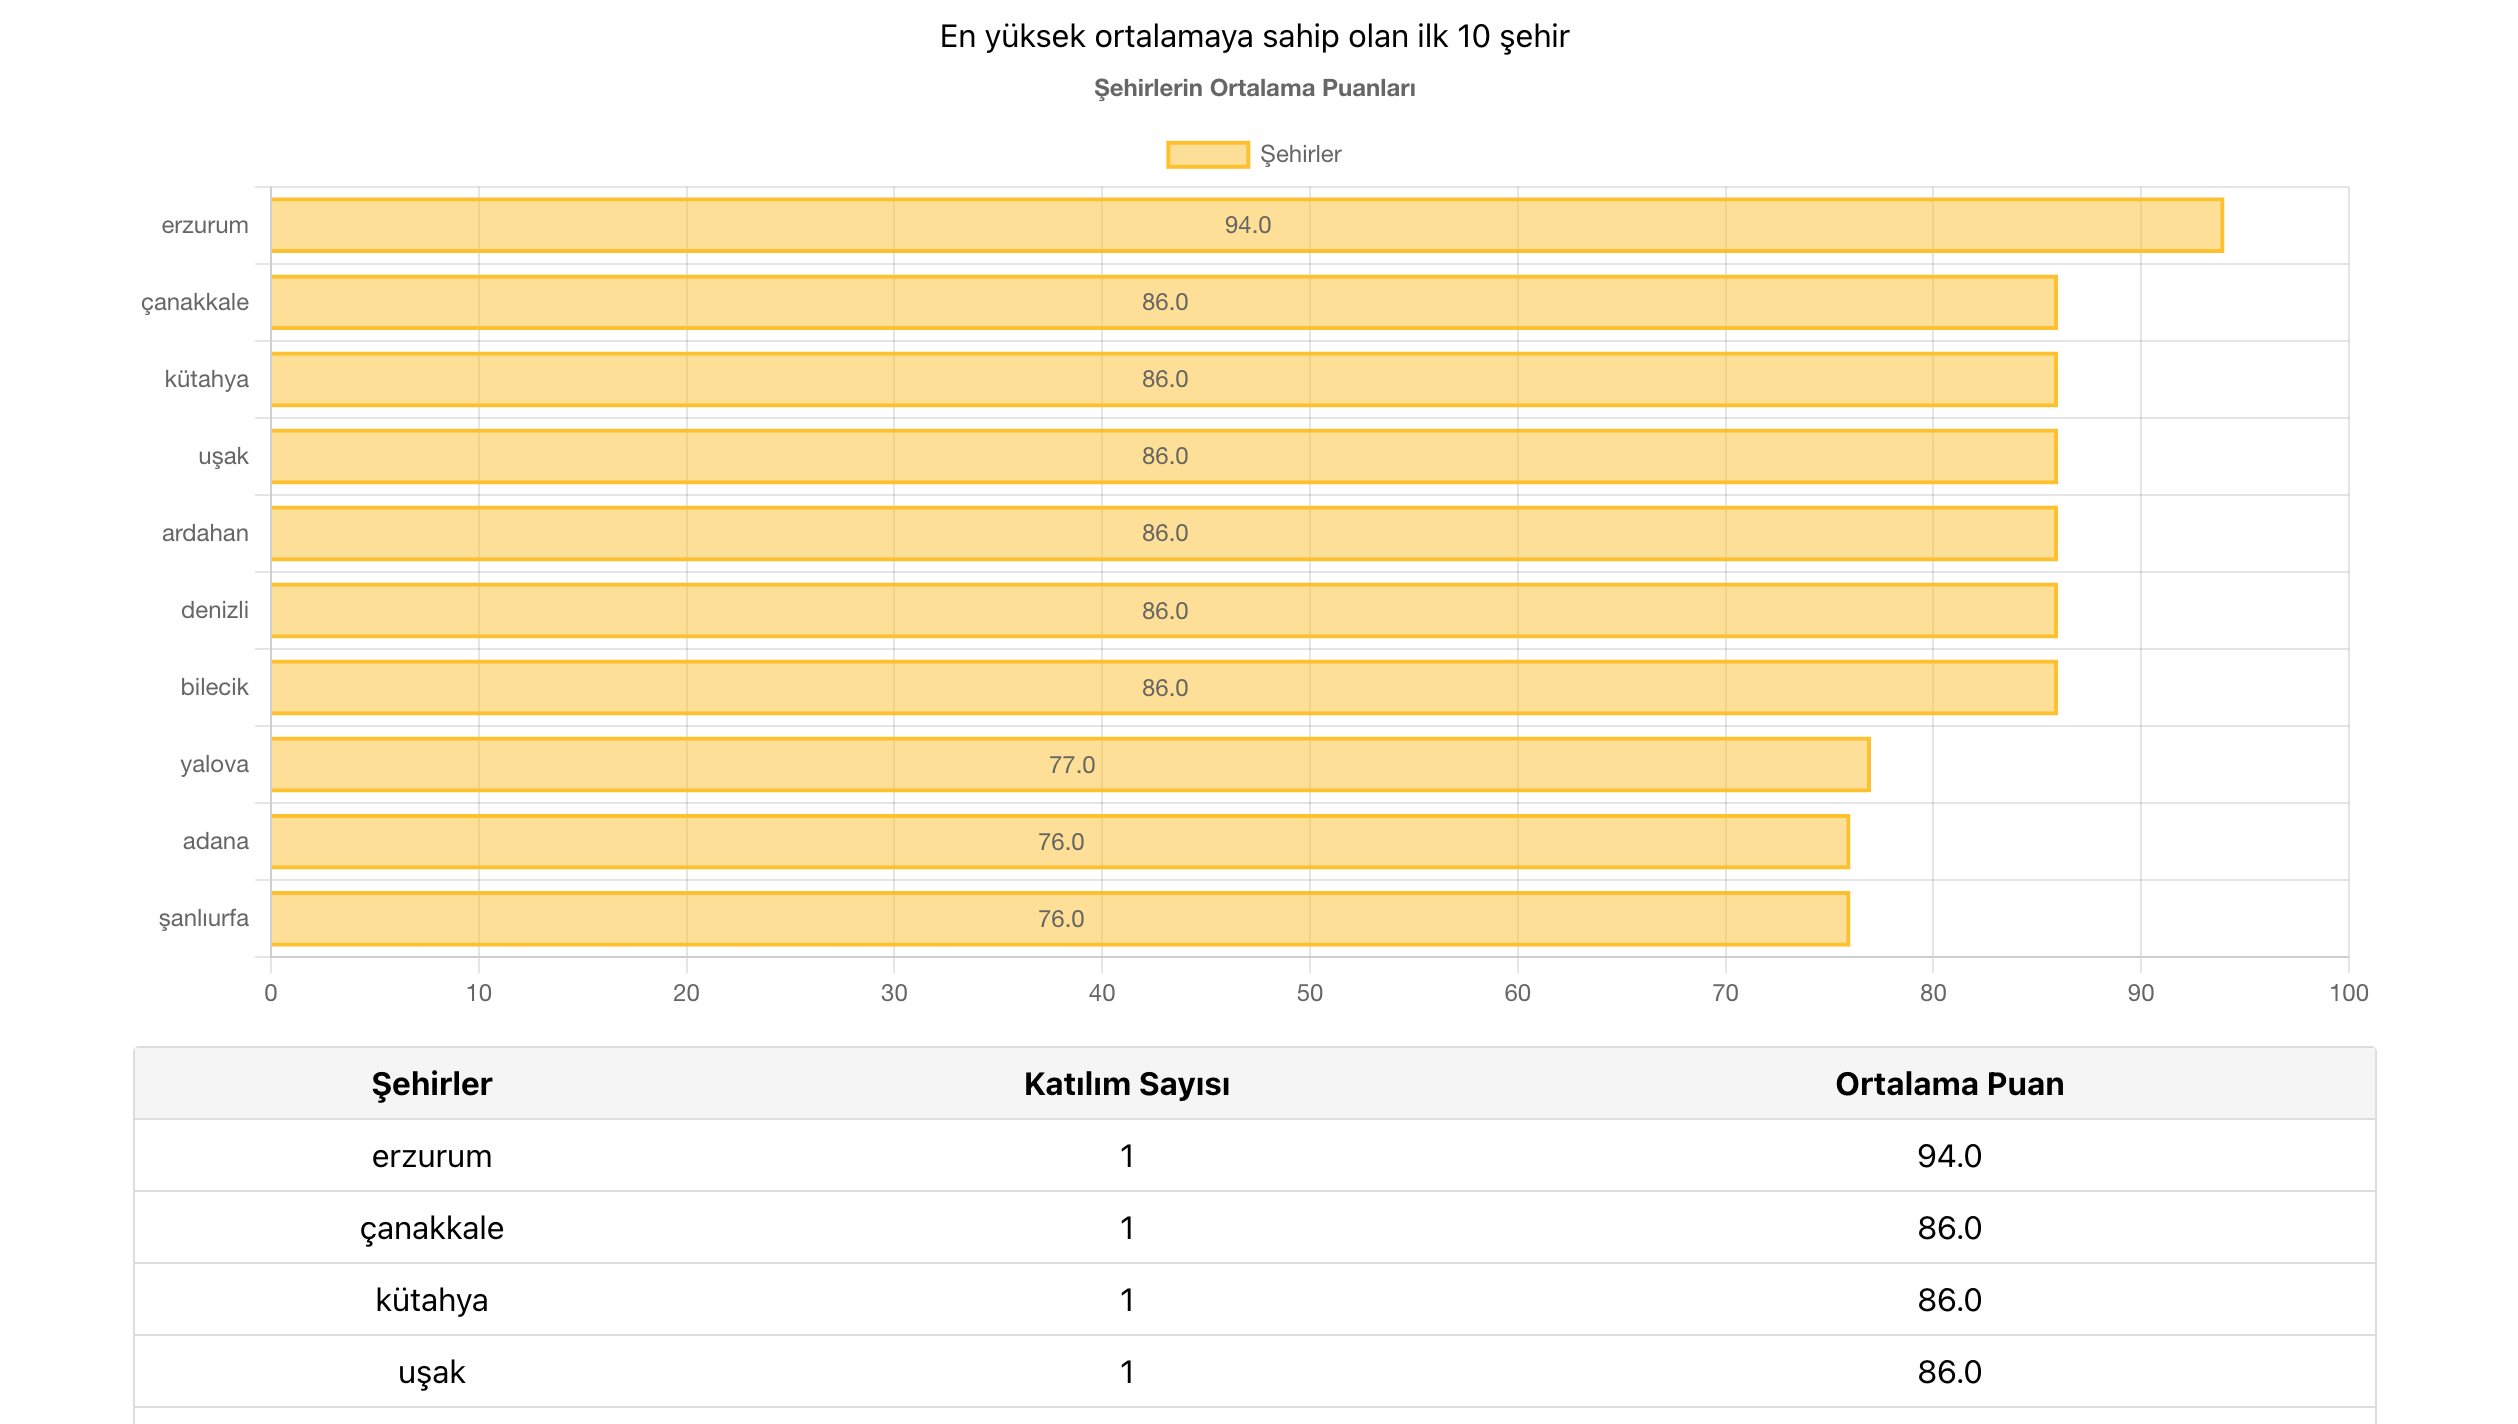 En yüksek ortalamaya sahip olan ilk 10 şehir
Şehirlerin Ortalama Puanları
Şehirler
erzurum 94.0
çanakkale 86.0
kütahya 86.0
uşak 86.0
ardahan 86.0
denizli 86.0
bilecik 86.0
yalova 77.0
adana 76.0
şanlıurfa 76.0
0 10 20 30 40 50 60 70 80 90 100
Şehirler Katılım Sayısı Ortalama Puan
erzurum 1 94.0
çanakkale 1 86.0
kütahya 1 86.0
uşak 1 86.0